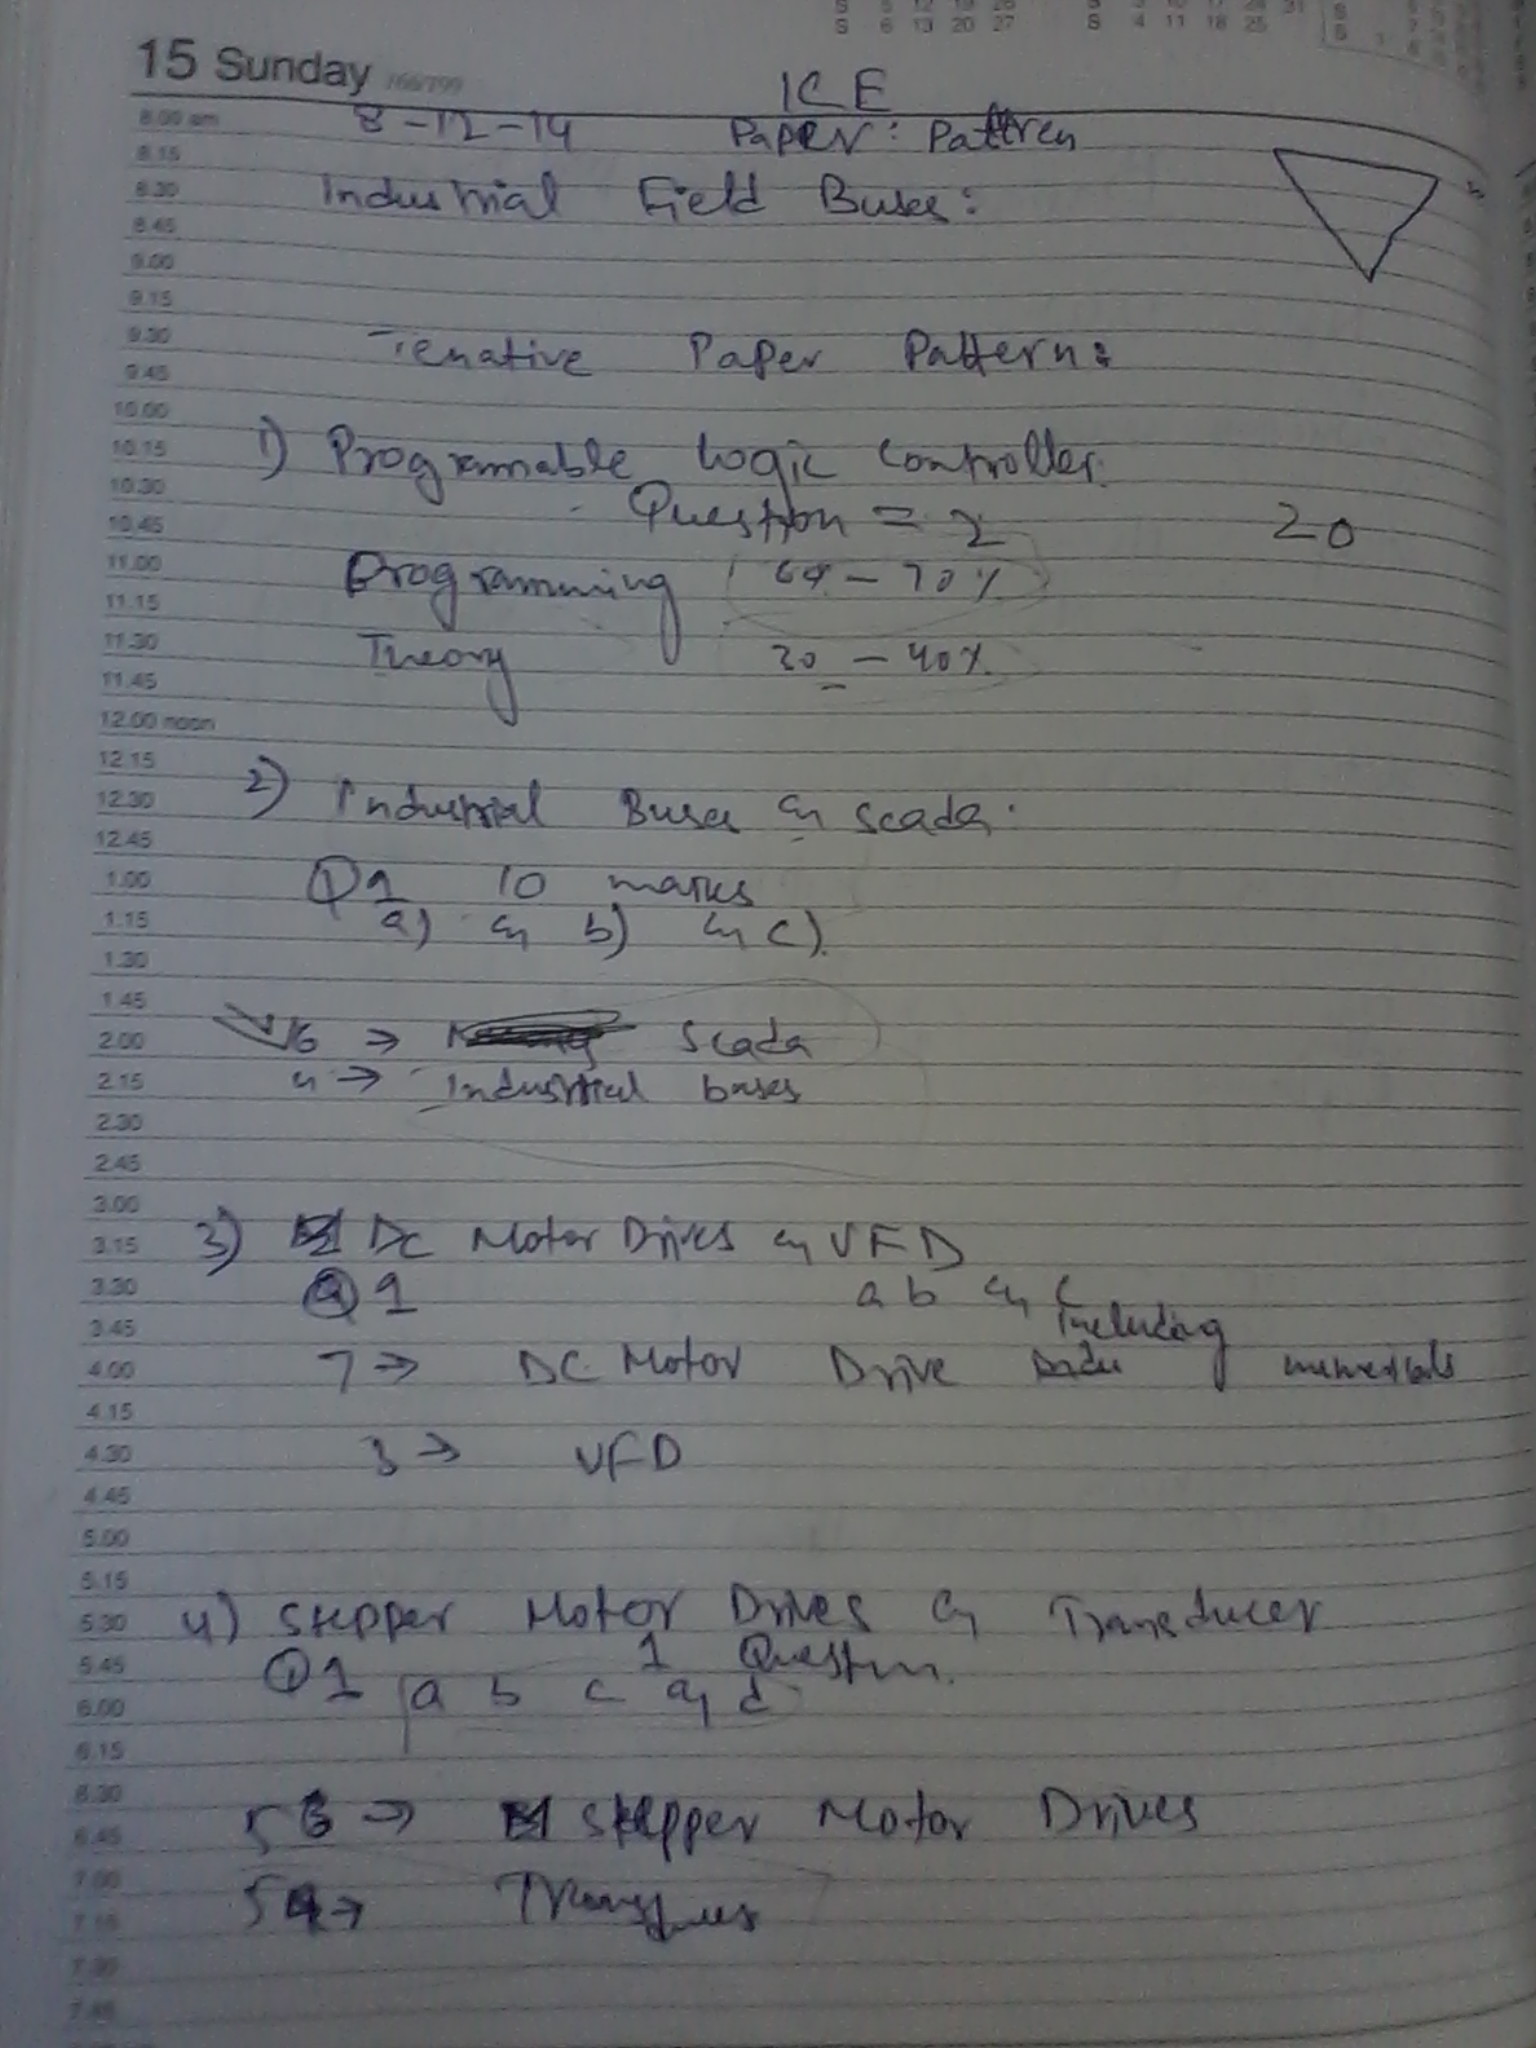 S 5 12 19 26
S 6 13 20 27
S 4 11 18 25
15 Sunday 166/199
ICE
8.00 am 8-12-14 Paper: Pattren
8.15
8.30 Industrial Field Buses:
8.45
9.00
9.15
9.30 Tenative Paper Pattern:
9.45
10.00
10.15 1) Programmable Logic Controller.
10.30 Question = 2 20
10.45
11.00 Programming 60 - 70%
11.15
11.30 Theory 30 - 40%
11.45
12.00 noon
12.15
12.30 2) Industrial Buses & Scada.
12.45
1.00 Q1 10 marks
1.15 a) & b) & c).
1.30
1.45
2.00 6 → Scada
2.15 4 → Industrial buses
2.30
2.45
3.00
3.15 3) DC Motor Drives & VFD
3.30 Q1 a b & c
3.45 including
4.00 7 → DC Motor Drive numericals
4.15
4.30 3 → VFD
4.45
5.00
5.15
5.30 4) Stepper Motor Drives & Transducer
5.45 Q1 1 Question.
6.00 a b c & d
6.15
6.30
6.45 5 → Stepper Motor Drives
7.00
7.15 5 →
7.30
7.45